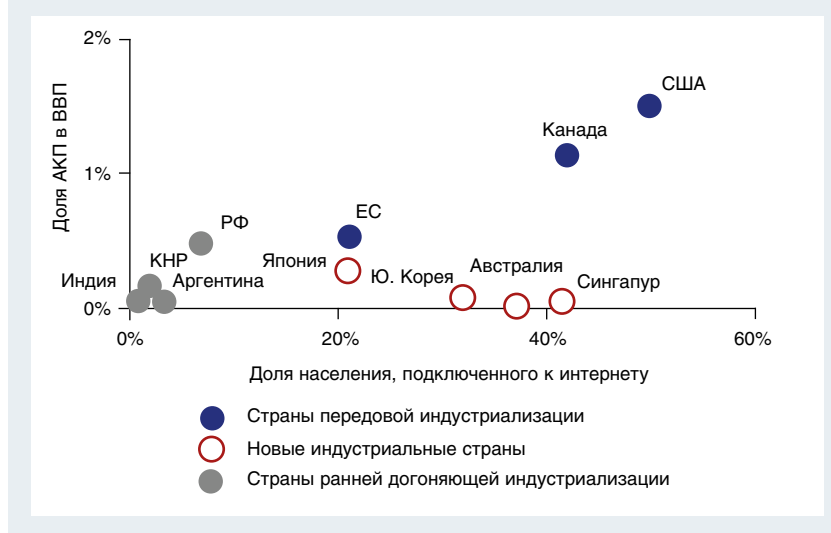 2%
США
Канада
1%
РФ
ЕС
КНР
Япония
Австралия
Индия
Аргентина
Ю. Корея
Сингапур
0%
0%
20%
40%
60%
Доля АКП в ВВП
Доля населения, подключенного к интернету
Страны передовой индустриализации
Новые индустриальные страны
Страны ранней догоняющей индустриализации